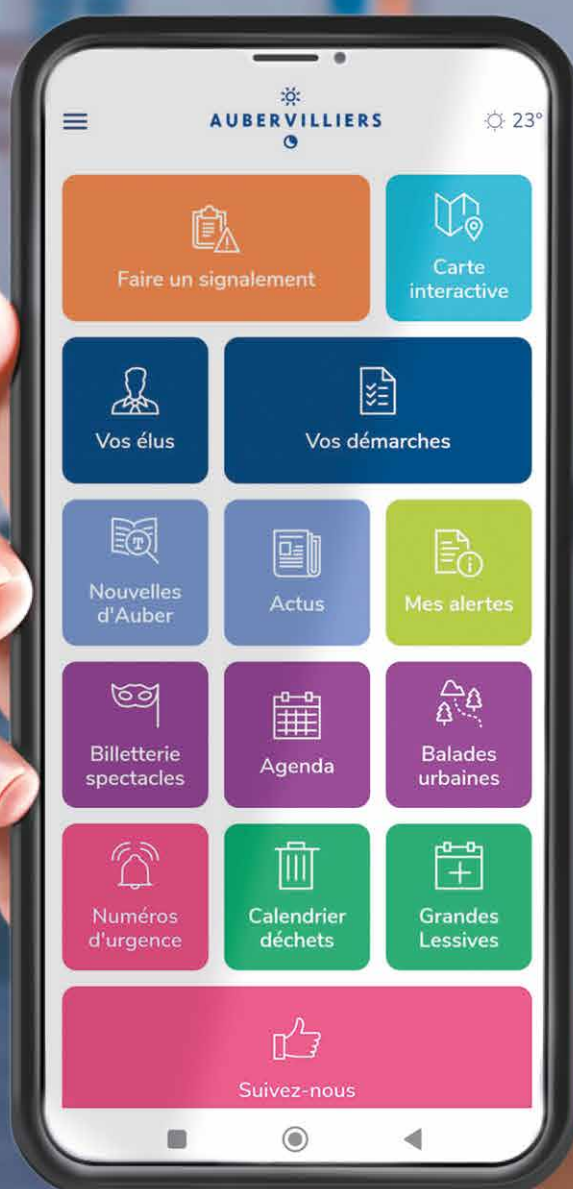 AUBERVILLIERS
23°
Faire un signalement
Carte
interactive
Vos élus
Vos démarches
Nouvelles
d'Auber
Actus
Mes alertes
Billetterie
spectacles
Agenda
Balades
urbaines
Numéros
d'urgence
Calendrier
déchets
Grandes
Lessives
Suivez-nous